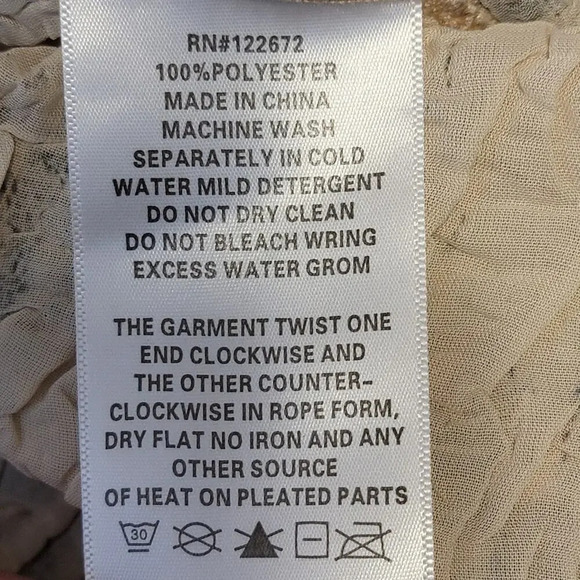 RN#122672
100%POLYESTER
MADE IN CHINA
MACHINE WASH
SEPARATELY IN COLD
WATER MILD DETERGENT
DO NOT DRY CLEAN
DO NOT BLEACH WRING
EXCESS WATER GROM
THE GARMENT TWIST ONE
END CLOCKWISE AND
THE OTHER COUNTER-
CLOCKWISE IN ROPE FORM,
DRY FLAT NO IRON AND ANY
OTHER SOURCE
OF HEAT ON PLEATED PARTS
30